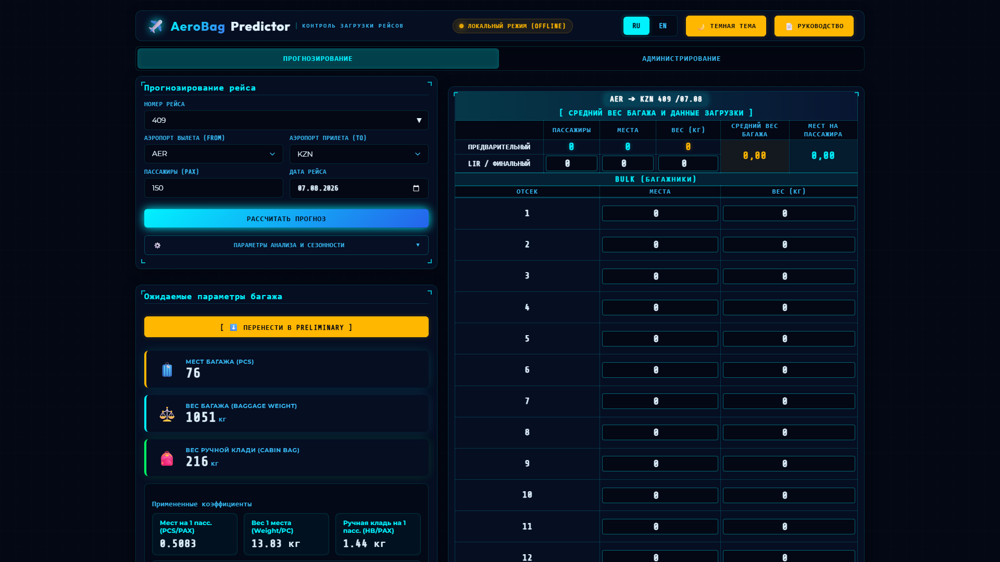 AeroBag Predictor
КОНТРОЛЬ ЗАГРУЗКИ РЕЙСОВ
ЛОКАЛЬНЫЙ РЕЖИМ (OFFLINE)
RU
EN
ТЕМНАЯ ТЕМА
РУКОВОДСТВО
ПРОГНОЗИРОВАНИЕ
АДМИНИСТРИРОВАНИЕ
Прогнозирование рейса
НОМЕР РЕЙСА
409
АЭРОПОРТ ВЫЛЕТА (FROM)
АЭРОПОРТ ПРИЛЕТА (TO)
AER
KZN
ПАССАЖИРЫ (PAX)
ДАТА РЕЙСА
150
07.08.2026
РАССЧИТАТЬ ПРОГНОЗ
ПАРАМЕТРЫ АНАЛИЗА И СЕЗОННОСТИ
Ожидаемые параметры багажа
[ ПЕРЕНЕСТИ В PRELIMINARY ]
МЕСТ БАГАЖА (PCS)
76
ВЕС БАГАЖА (BAGGAGE WEIGHT)
1051 КГ
ВЕС РУЧНОЙ КЛАДИ (CABIN BAG)
216 КГ
Примененные коэффициенты
Мест на 1 пасс. (PCS/PAX)
0.5083
Вес 1 места (Weight/PC)
13.83 кг
Ручная кладь на 1 пасс. (HB/PAX)
1.44 кг
AER ➔ KZN 409 /07.08
[ СРЕДНИЙ ВЕС БАГАЖА И ДАННЫЕ ЗАГРУЗКИ ]
ПАССАЖИРЫ МЕСТА ВЕС (КГ) СРЕДНИЙ ВЕС БАГАЖА МЕСТ НА ПАССАЖИРА
ПРЕДВАРИТЕЛЬНЫЙ 0 0 0 0,00 0,00
LIR / ФИНАЛЬНЫЙ 0 0 0
BULK (БАГАЖНИКИ)
ОТСЕК МЕСТА ВЕС (КГ)
1 0 0
2 0 0
3 0 0
4 0 0
5 0 0
6 0 0
7 0 0
8 0 0
9 0 0
10 0 0
11 0 0
12 0 0